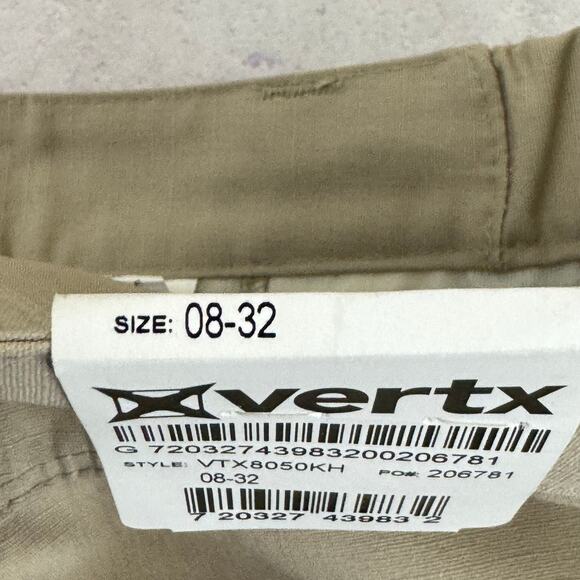 SIZE: 08-32
vertx
G 72032743983200206781
STYLE: VTX8050KH PO#: 206781
08-32
7 20327 43983 2